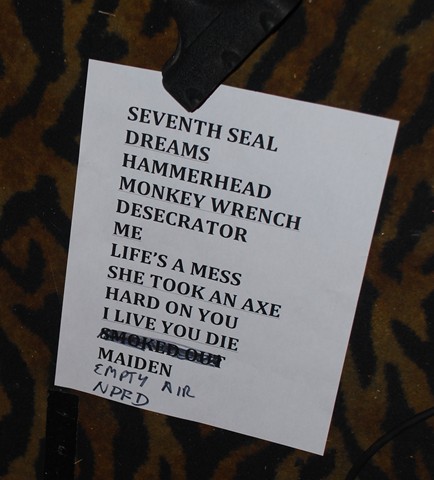 SEVENTH SEAL
DREAMS
HAMMERHEAD
MONKEY WRENCH
DESECRATOR
ME
LIFE'S A MESS
SHE TOOK AN AXE
HARD ON YOU
I LIVE YOU DIE
SMOKED OUT
MAIDEN
EMPTY AIR
NPFD